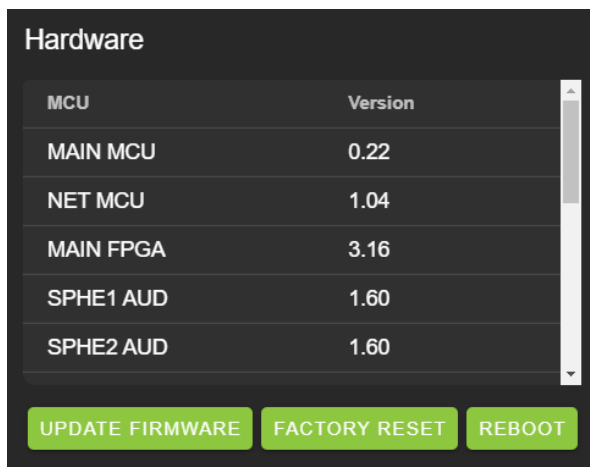 Hardware
MCU Version
MAIN MCU 0.22
NET MCU 1.04
MAIN FPGA 3.16
SPHE1 AUD 1.60
SPHE2 AUD 1.60
UPDATE FIRMWARE FACTORY RESET REBOOT